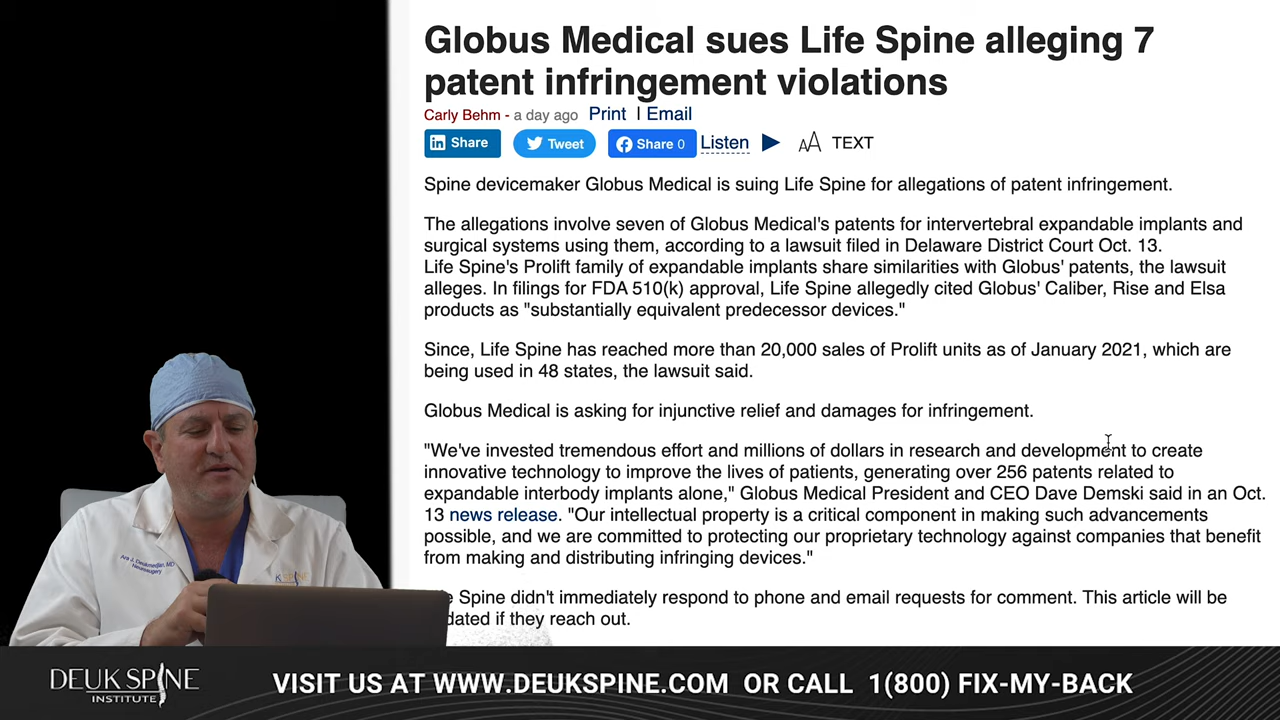 Globus Medical sues Life Spine alleging 7
patent infringement violations
Carly Behm - a day ago Print | Email
in Share Tweet Share 0 Listen AA TEXT
Spine devicemaker Globus Medical is suing Life Spine for allegations of patent infringement.
The allegations involve seven of Globus Medical's patents for intervertebral expandable implants and
surgical systems using them, according to a lawsuit filed in Delaware District Court Oct. 13.
Life Spine's Prolift family of expandable implants share similarities with Globus' patents, the lawsuit
alleges. In filings for FDA 510(k) approval, Life Spine allegedly cited Globus' Caliber, Rise and Elsa
products as "substantially equivalent predecessor devices."
Since, Life Spine has reached more than 20,000 sales of Prolift units as of January 2021, which are
being used in 48 states, the lawsuit said.
Globus Medical is asking for injunctive relief and damages for infringement.
"We've invested tremendous effort and millions of dollars in research and development to create
innovative technology to improve the lives of patients, generating over 256 patents related to
expandable interbody implants alone," Globus Medical President and CEO Dave Demski said in an Oct.
13 news release. "Our intellectual property is a critical component in making such advancements
possible, and we are committed to protecting our proprietary technology against companies that benefit
from making and distributing infringing devices."
Spine didn't immediately respond to phone and email requests for comment. This article will be
dated if they reach out.
Ara J. Deukmedjian, MD
Neurosurgery
K SPINE
DEUK SPINE
INSTITUTE
VISIT US AT WWW.DEUKSPINE.COM OR CALL 1(800) FIX-MY-BACK